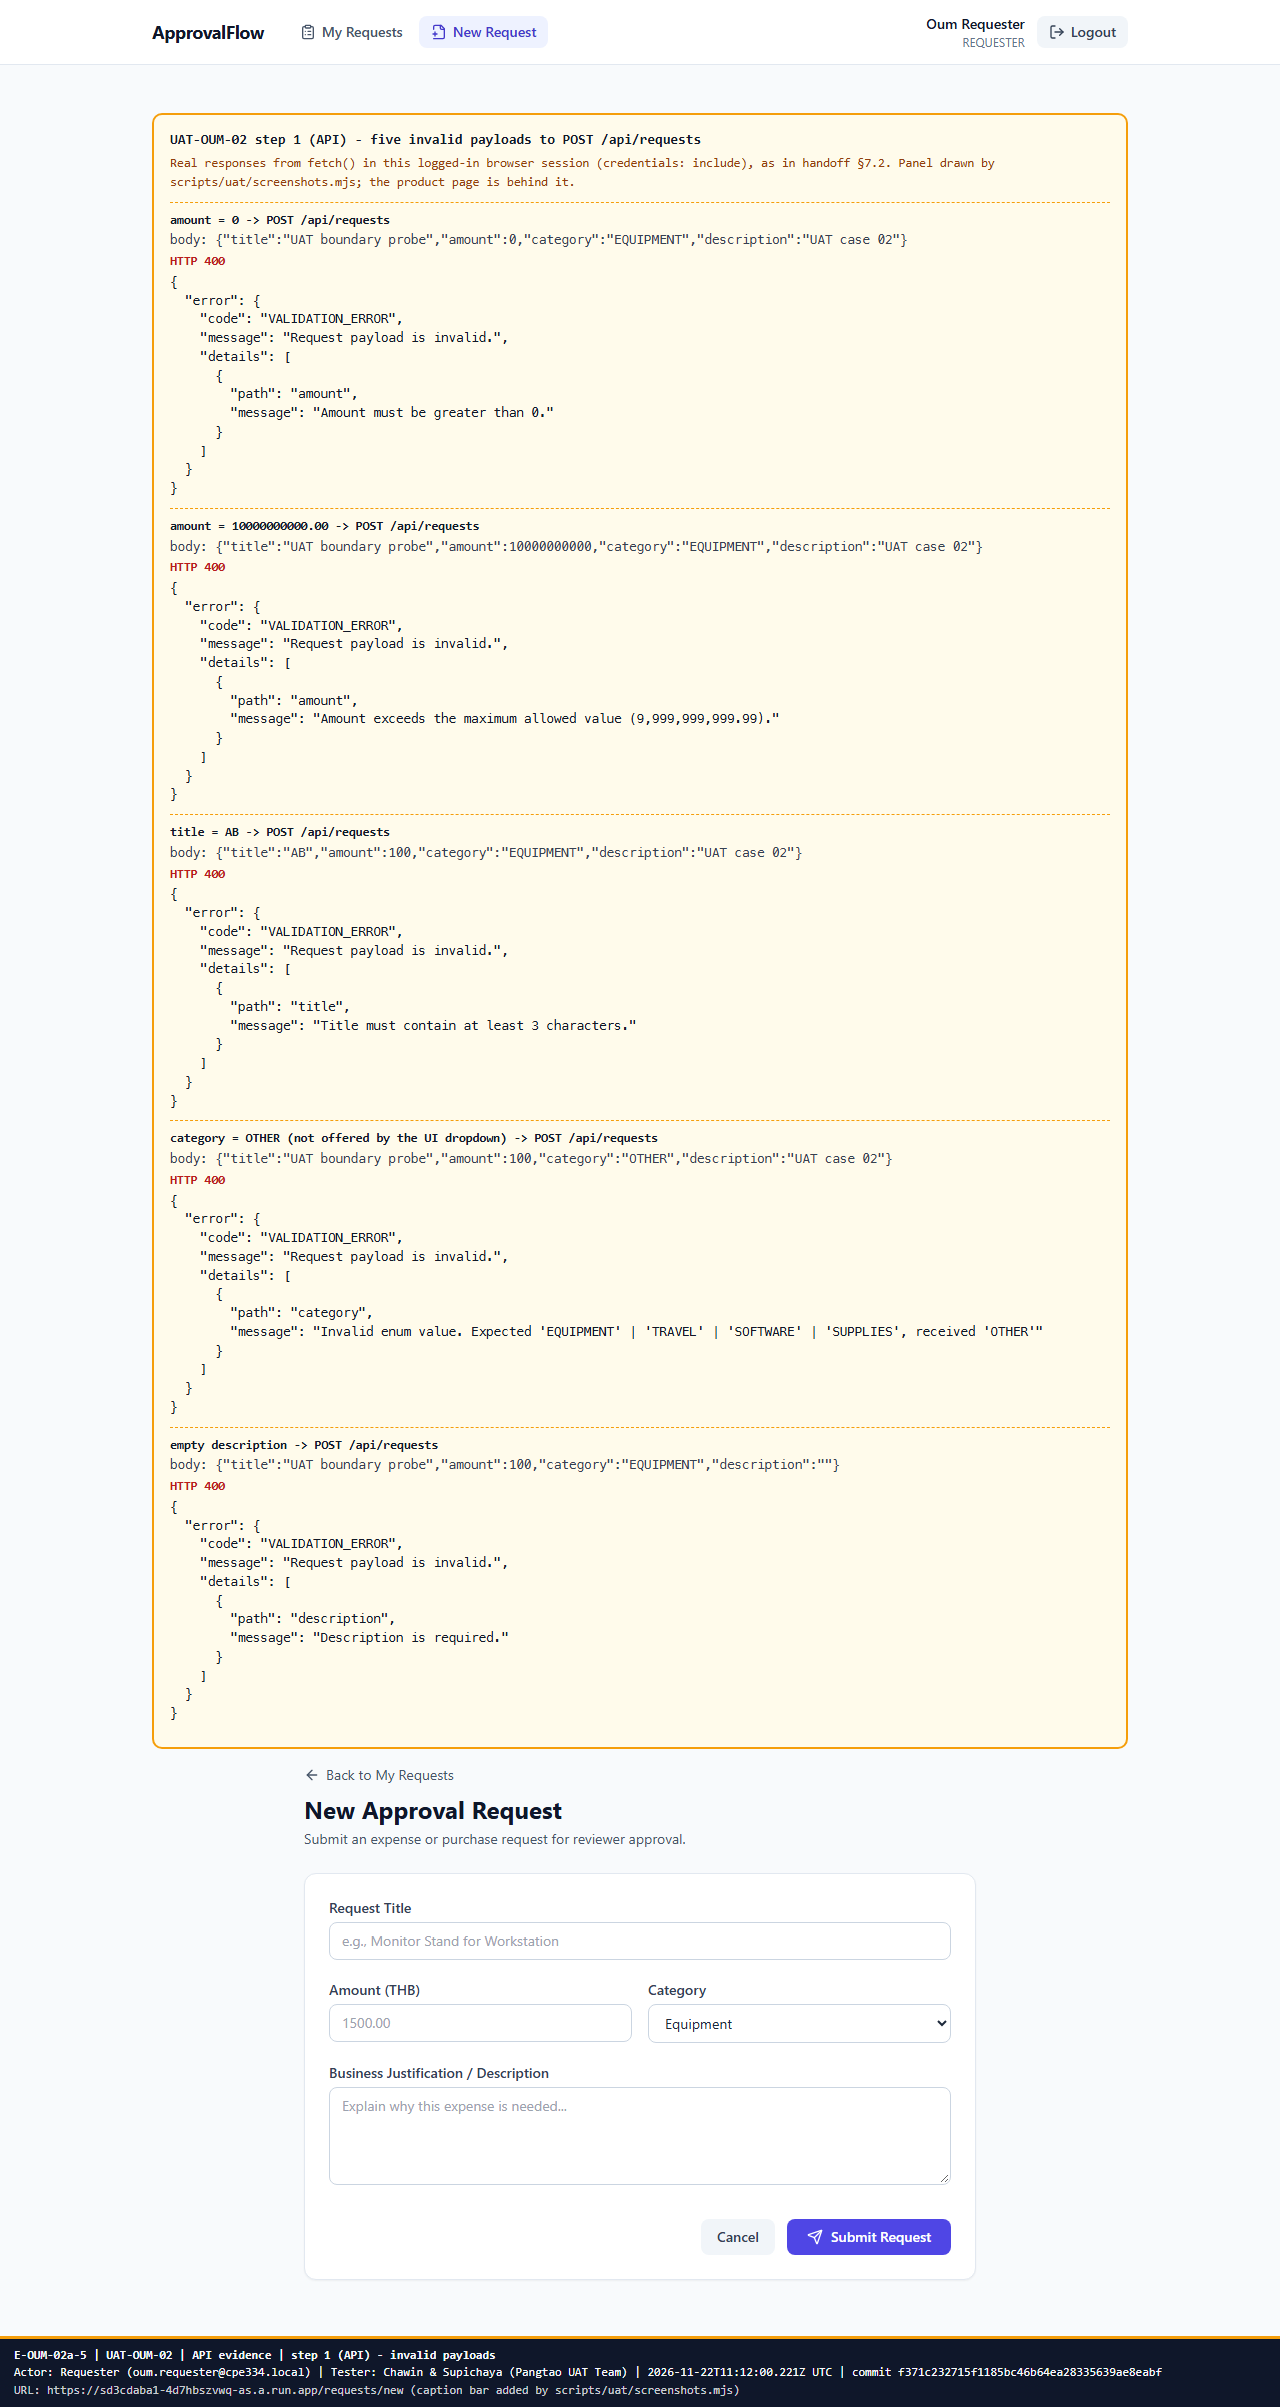 ApprovalFlow
My Requests
New Request
Oum Requester
REQUESTER
Logout
UAT-OUM-02 step 1 (API) - five invalid payloads to POST /api/requests
Real responses from fetch() in this logged-in browser session (credentials: include), as in handoff §7.2. Panel drawn by
scripts/uat/screenshots.mjs; the product page is behind it.
amount = 0 -> POST /api/requests
body: {"title":"UAT boundary probe","amount":0,"category":"EQUIPMENT","description":"UAT case 02"}
HTTP 400
{
  "error": {
    "code": "VALIDATION_ERROR",
    "message": "Request payload is invalid.",
    "details": [
      {
        "path": "amount",
        "message": "Amount must be greater than 0."
      }
    ]
  }
}
amount = 10000000000.00 -> POST /api/requests
body: {"title":"UAT boundary probe","amount":10000000000,"category":"EQUIPMENT","description":"UAT case 02"}
HTTP 400
{
  "error": {
    "code": "VALIDATION_ERROR",
    "message": "Request payload is invalid.",
    "details": [
      {
        "path": "amount",
        "message": "Amount exceeds the maximum allowed value (9,999,999,999.99)."
      }
    ]
  }
}
title = AB -> POST /api/requests
body: {"title":"AB","amount":100,"category":"EQUIPMENT","description":"UAT case 02"}
HTTP 400
{
  "error": {
    "code": "VALIDATION_ERROR",
    "message": "Request payload is invalid.",
    "details": [
      {
        "path": "title",
        "message": "Title must contain at least 3 characters."
      }
    ]
  }
}
category = OTHER (not offered by the UI dropdown) -> POST /api/requests
body: {"title":"UAT boundary probe","amount":100,"category":"OTHER","description":"UAT case 02"}
HTTP 400
{
  "error": {
    "code": "VALIDATION_ERROR",
    "message": "Request payload is invalid.",
    "details": [
      {
        "path": "category",
        "message": "Invalid enum value. Expected 'EQUIPMENT' | 'TRAVEL' | 'SOFTWARE' | 'SUPPLIES', received 'OTHER'"
      }
    ]
  }
}
empty description -> POST /api/requests
body: {"title":"UAT boundary probe","amount":100,"category":"EQUIPMENT","description":""}
HTTP 400
{
  "error": {
    "code": "VALIDATION_ERROR",
    "message": "Request payload is invalid.",
    "details": [
      {
        "path": "description",
        "message": "Description is required."
      }
    ]
  }
}
Back to My Requests
New Approval Request
Submit an expense or purchase request for reviewer approval.
Request Title
e.g., Monitor Stand for Workstation
Amount (THB)
Category
1500.00
Equipment
Business Justification / Description
Explain why this expense is needed...
Cancel
Submit Request
E-OUM-02a-5 | UAT-OUM-02 | API evidence | step 1 (API) - invalid payloads
Actor: Requester (oum.requester@cpe334.local) | Tester: Chawin & Supichaya (Pangtao UAT Team) | 2026-11-22T11:12:00.221Z UTC | commit f371c232715f1185bc46b64ea28335639ae8eabf
URL: https://sd3cdaba1-4d7hbszvwq-as.a.run.app/requests/new (caption bar added by scripts/uat/screenshots.mjs)